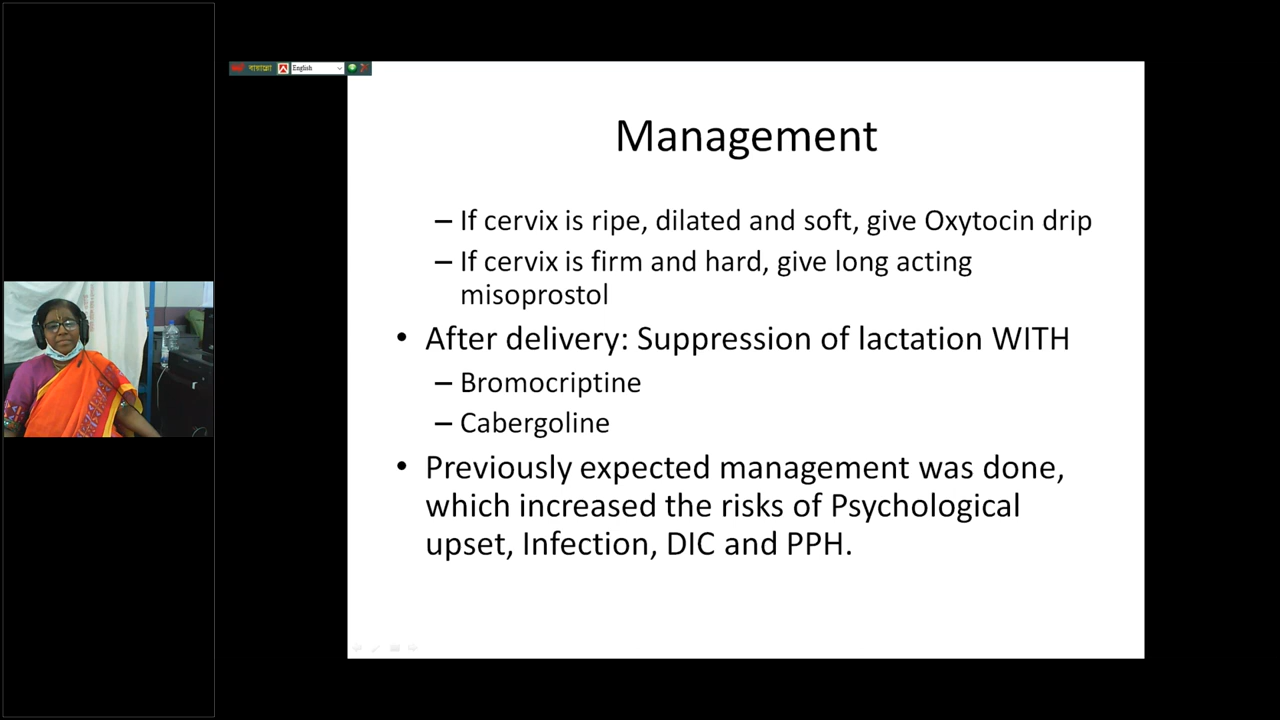 বাংলা English
Management
– If cervix is ripe, dilated and soft, give Oxytocin drip
– If cervix is firm and hard, give long acting
misoprostol
• After delivery: Suppression of lactation WITH
– Bromocriptine
– Cabergoline
• Previously expected management was done,
which increased the risks of Psychological
upset, Infection, DIC and PPH.